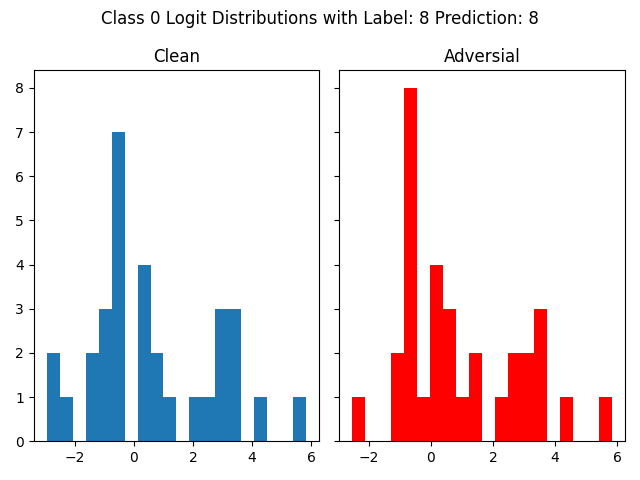 Class 0 Logit Distributions with Label: 8 Prediction: 8
Clean
Adversial
8
7
6
5
4
3
2
1
0
−2 0 2 4 6
−2 0 2 4 6